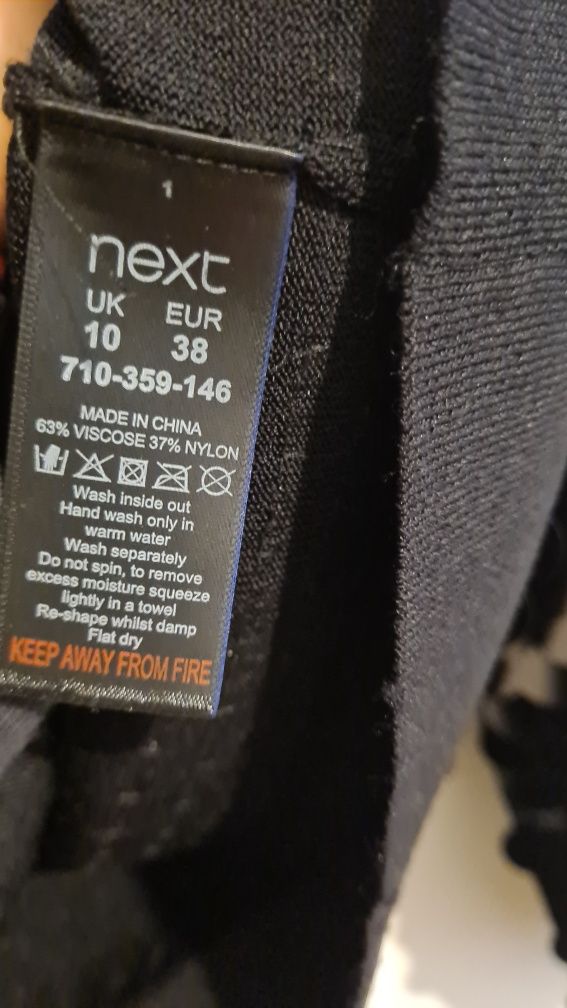 1
next
UK EUR
10 38
710-359-146
MADE IN CHINA
63% VISCOSE 37% NYLON
Wash inside out
Hand wash only in
warm water
Wash separately
Do not spin, to remove
excess moisture squeeze
lightly in a towel
Re-shape whilst damp
Flat dry
KEEP AWAY FROM FIRE